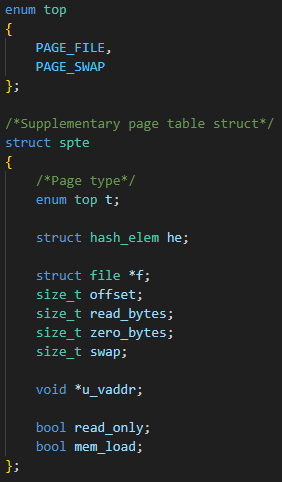 enum top
{
    PAGE_FILE,
    PAGE_SWAP
};

/*Supplementary page table struct*/
struct spte
{
    /*Page type*/
    enum top t;

    struct hash_elem he;

    struct file *f;
    size_t offset;
    size_t read_bytes;
    size_t zero_bytes;
    size_t swap;

    void *u_vaddr;

    bool read_only;
    bool mem_load;
};